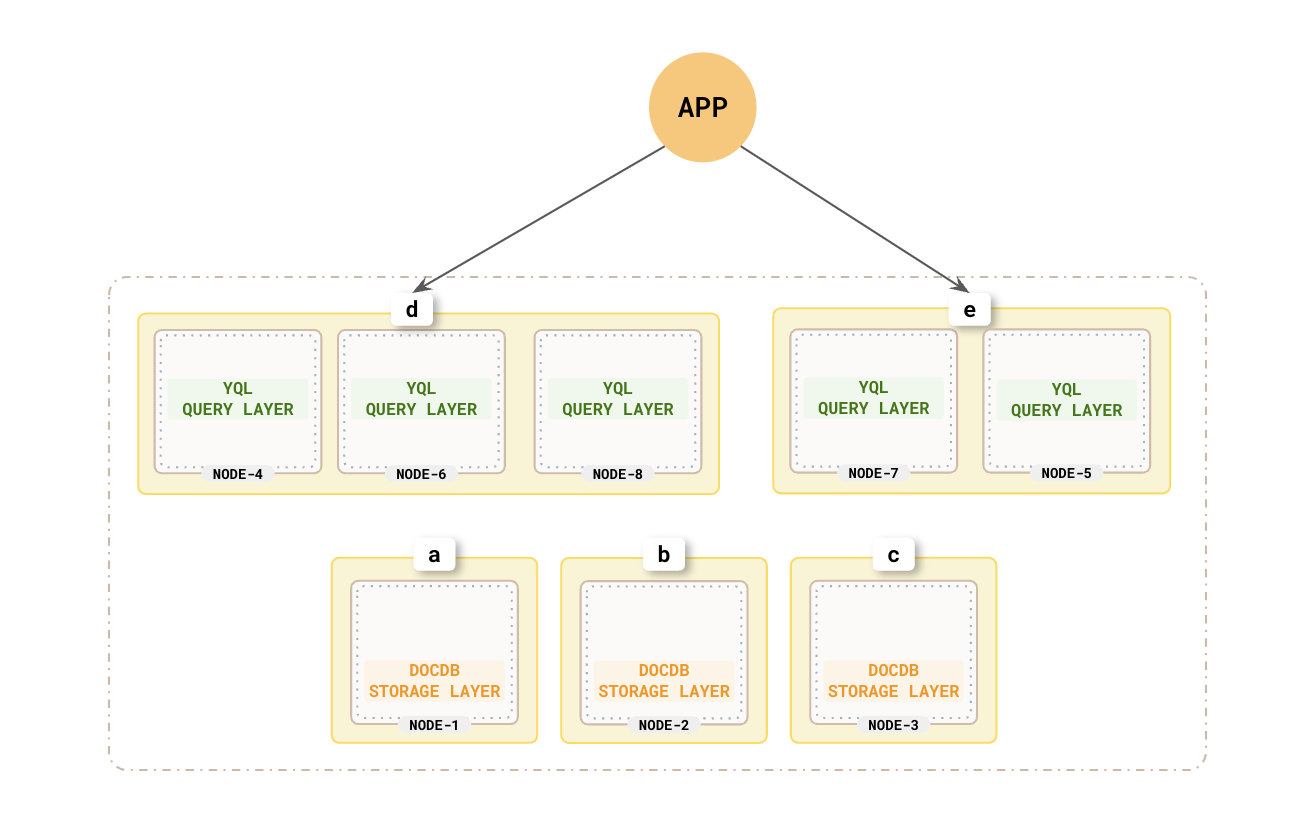 APP
d
e
YQL
QUERY LAYER
NODE-4
YQL
QUERY LAYER
NODE-6
YQL
QUERY LAYER
NODE-8
YQL
QUERY LAYER
NODE-7
YQL
QUERY LAYER
NODE-5
a
b
c
DOCDB
STORAGE LAYER
NODE-1
DOCDB
STORAGE LAYER
NODE-2
DOCDB
STORAGE LAYER
NODE-3